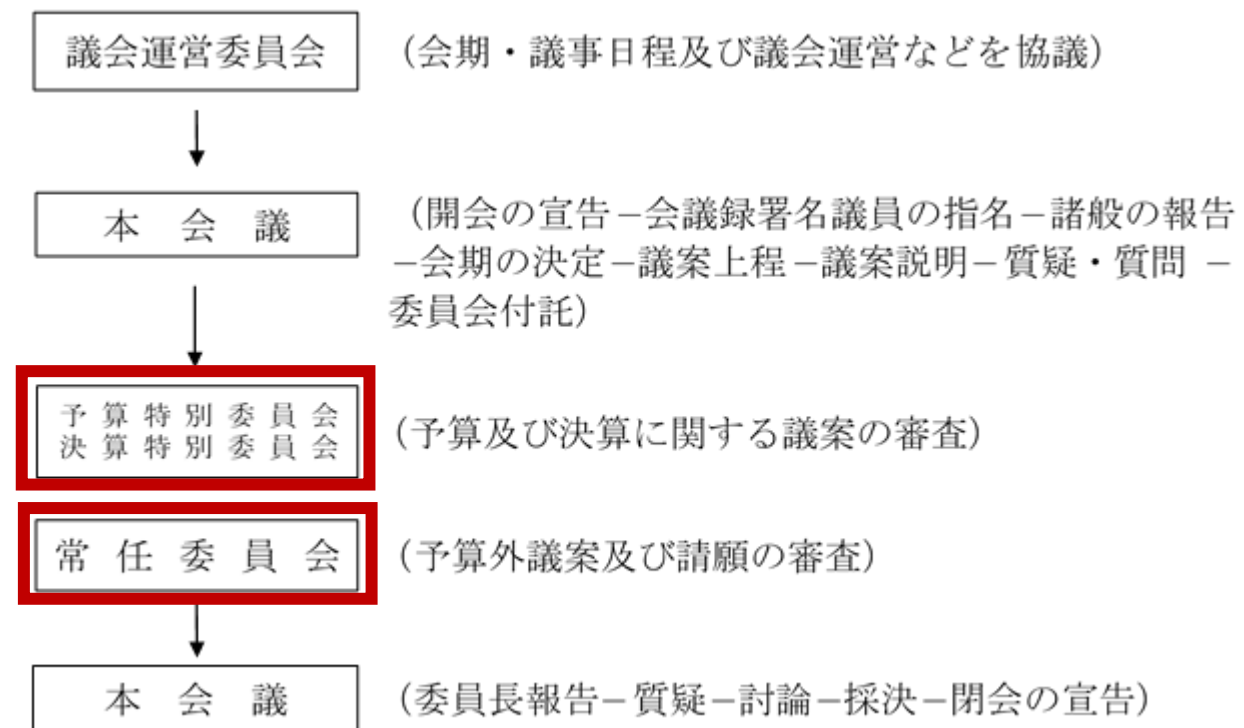 議会運営委員会 (会期・議事日程及び議会運営などを協議)
本会議 (開会の宣告−会議録署名議員の指名−諸般の報告
−会期の決定−議案上程−議案説明−質疑・質問 −
委員会付託)
予算特別委員会
決算特別委員会
(予算及び決算に関する議案の審査)
常任委員会 (予算外議案及び請願の審査)
本会議 (委員長報告−質疑−討論−採決−閉会の宣告)